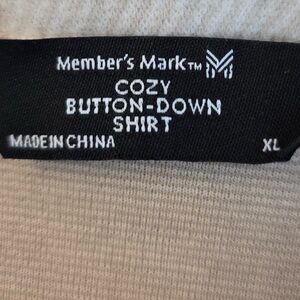 Member's Mark™
COZY
BUTTON-DOWN
SHIRT
MADE IN CHINA XL